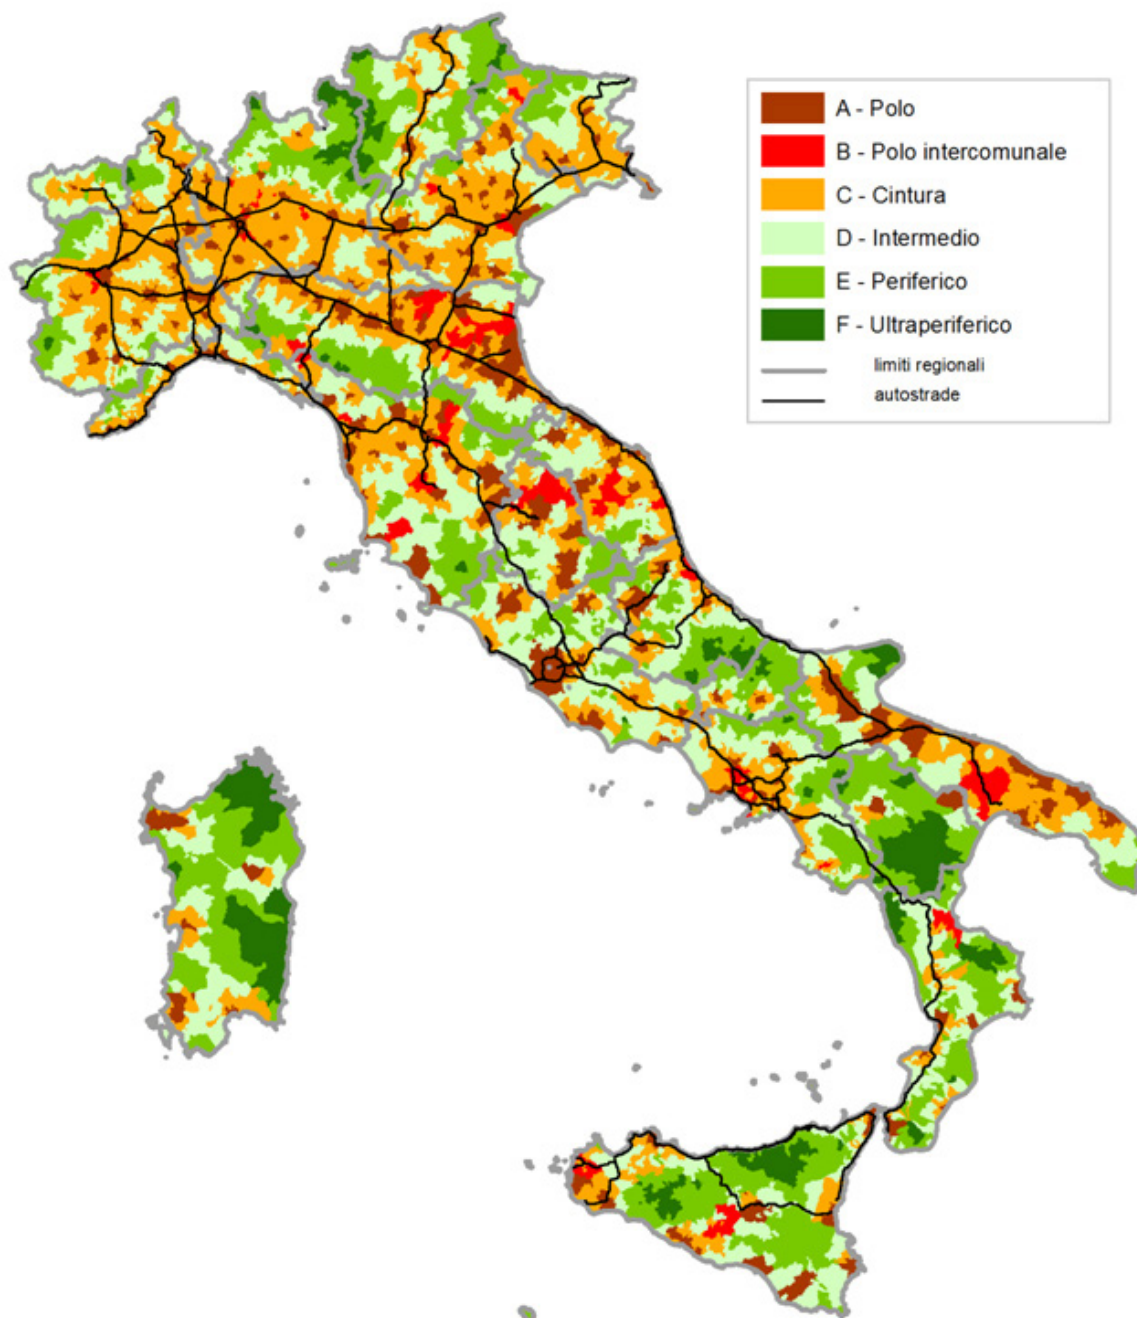 A - Polo
B - Polo intercomunale
C - Cintura
D - Intermedio
E - Periferico
F - Ultraperiferico
limiti regionali
autostrade